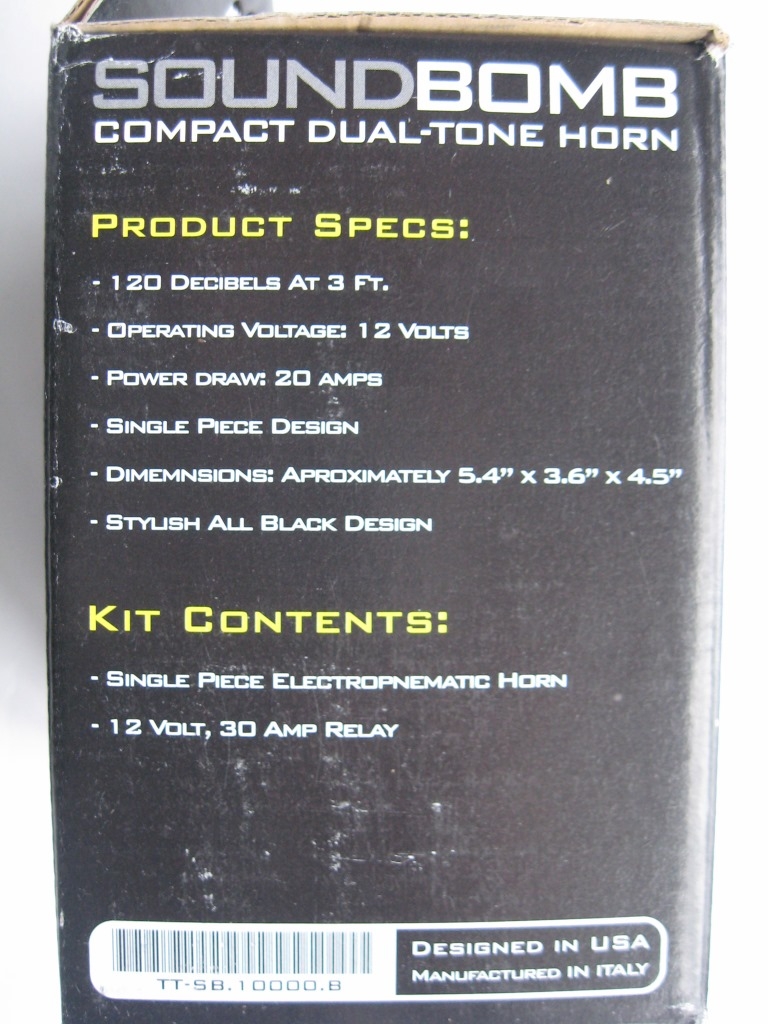 SOUNDBOMB
COMPACT DUAL-TONE HORN
PRODUCT SPECS:
- 120 DECIBELS AT 3 FT.
- OPERATING VOLTAGE: 12 VOLTS
- POWER DRAW: 20 AMPS
- SINGLE PIECE DESIGN
- DIMEMNSIONS: APROXIMATELY 5.4” X 3.6” X 4.5”
- STYLISH ALL BLACK DESIGN
KIT CONTENTS:
- SINGLE PIECE ELECTROPNEMATIC HORN
- 12 VOLT, 30 AMP RELAY
TT-SB.10000.B
DESIGNED IN USA
MANUFACTURED IN ITALY